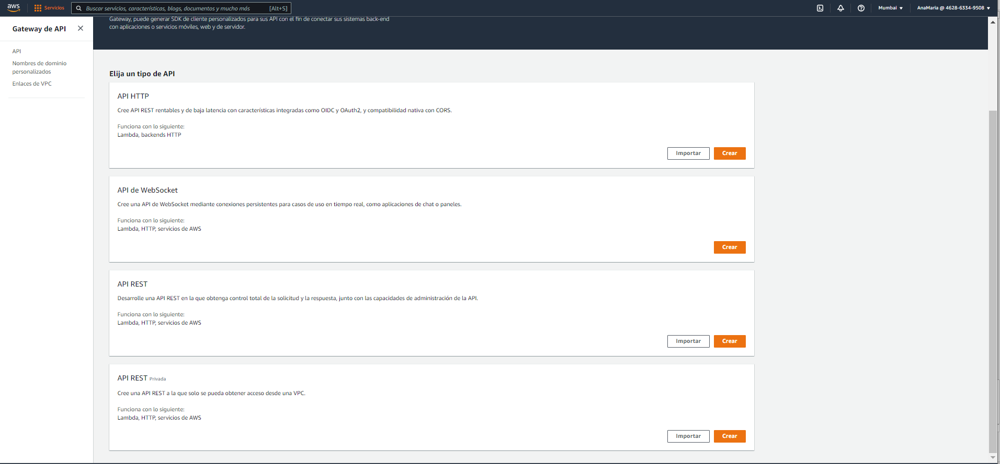 aws
Servicios
Buscar servicios, características, blogs, documentos y mucho más [Alt+S]
Mumbai
AnaMaria @ 4628-6334-9508
Gateway de API
API
Nombres de dominio
personalizados
Enlaces de VPC
Gateway, puede generar SDK de cliente personalizados para sus API con el fin de conectar sus sistemas back-end
con aplicaciones o servicios móviles, web y de servidor.
Elija un tipo de API
API HTTP
Cree API REST rentables y de baja latencia con características integradas como OIDC y OAuth2, y compatibilidad nativa con CORS.
Funciona con lo siguiente:
Lambda, backends HTTP
Importar
Crear
API de WebSocket
Cree una API de WebSocket mediante conexiones persistentes para casos de uso en tiempo real, como aplicaciones de chat o paneles.
Funciona con lo siguiente:
Lambda, HTTP, servicios de AWS
Crear
API REST
Desarrolle una API REST en la que obtenga control total de la solicitud y la respuesta, junto con las capacidades de administración de la API.
Funciona con lo siguiente:
Lambda, HTTP, servicios de AWS
Importar
Crear
API REST Privada
Cree una API REST a la que solo se pueda obtener acceso desde una VPC.
Funciona con lo siguiente:
Lambda, HTTP, servicios de AWS
Importar
Crear